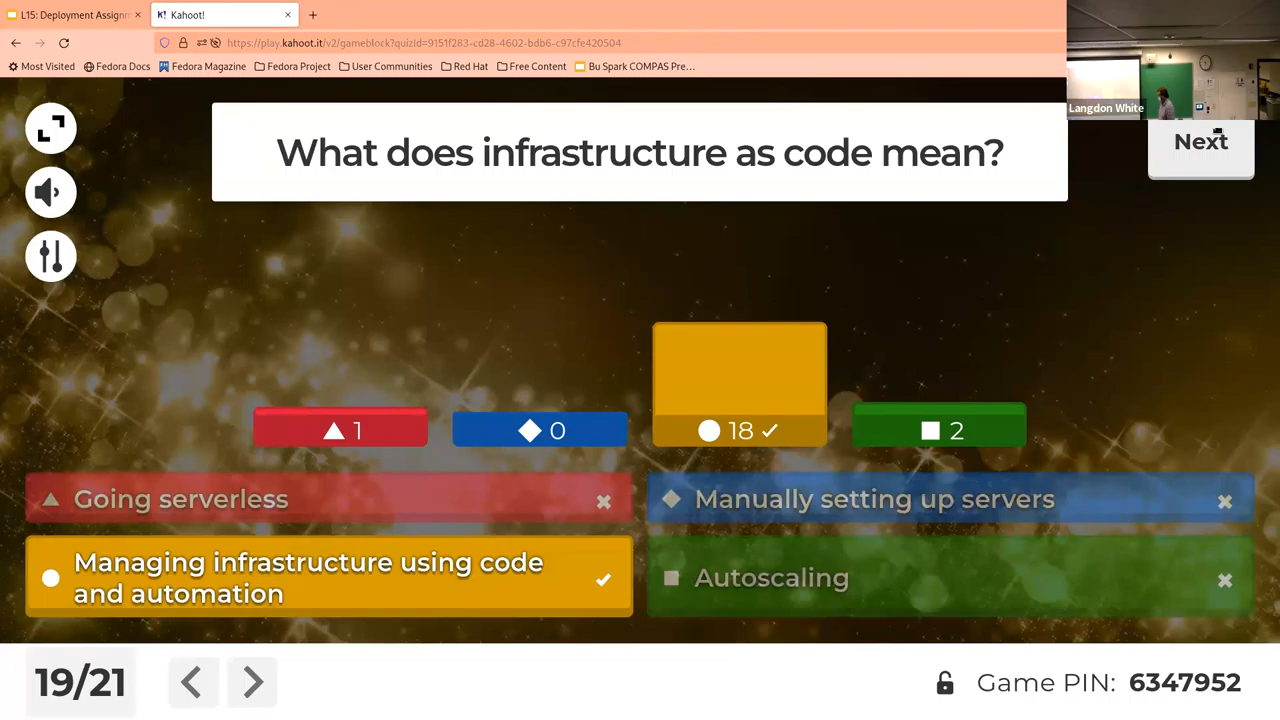 L15: Deployment Assignm
K! Kahoot!
https://play.kahoot.it/v2/gameblock?quizId=9151f283-cd28-4602-bdb6-c97cfe420504
Most Visited Fedora Docs Fedora Magazine Fedora Project User Communities Red Hat Free Content Bu Spark COMPAS Pre…
Langdon White
What does infrastructure as code mean?
Next
1
0
18
2
Going serverless
Manually setting up servers
Managing infrastructure using code
and automation
Autoscaling
19/21
Game PIN: 6347952